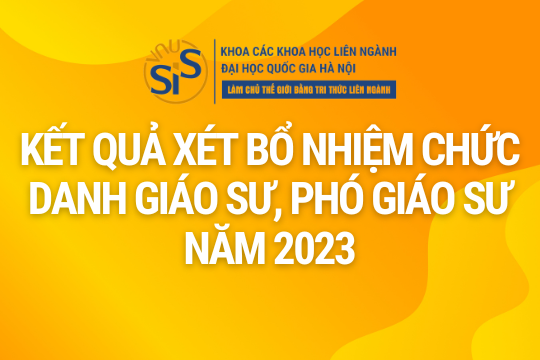 VNU
SIS
KHOA CÁC KHOA HỌC LIÊN NGÀNH
ĐẠI HỌC QUỐC GIA HÀ NỘI
LÀM CHỦ THẾ GIỚI BẰNG TRI THỨC LIÊN NGÀNH
KẾT QUẢ XÉT BỔ NHIỆM CHỨC
DANH GIÁO SƯ, PHÓ GIÁO SƯ
NĂM 2023